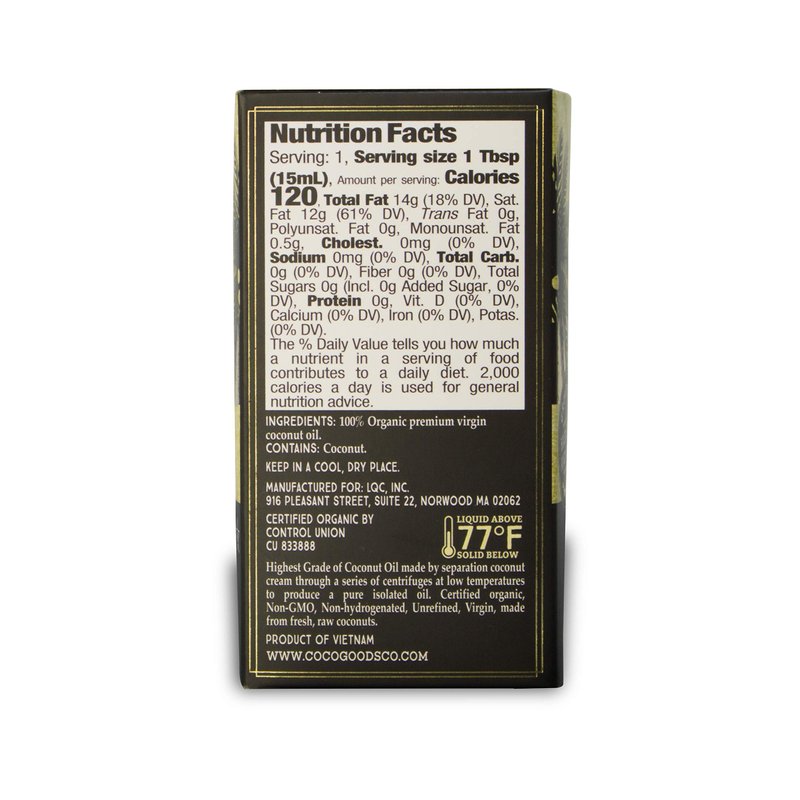 Nutrition Facts
Serving: 1, Serving size 1 Tbsp
(15mL), Amount per serving: Calories
120, Total Fat 14g (18% DV), Sat.
Fat 12g (61% DV), Trans Fat 0g,
Polyunsat. Fat 0g, Monounsat. Fat
0.5g, Cholest. 0mg (0% DV),
Sodium 0mg (0% DV), Total Carb.
0g (0% DV), Fiber 0g (0% DV), Total
Sugars 0g (Incl. 0g Added Sugar, 0%
DV), Protein 0g, Vit. D (0% DV),
Calcium (0% DV), Iron (0% DV), Potas.
(0% DV).
The % Daily Value tells you how much
a nutrient in a serving of food
contributes to a daily diet. 2,000
calories a day is used for general
nutrition advice.
INGREDIENTS: 100% Organic premium virgin
coconut oil.
CONTAINS: Coconut.
KEEP IN A COOL, DRY PLACE.
MANUFACTURED FOR: LQC, INC.
916 PLEASANT STREET, SUITE 22, NORWOOD MA 02062
CERTIFIED ORGANIC BY
CONTROL UNION
CU 833888
LIQUID ABOVE
77°F
SOLID BELOW
Highest Grade of Coconut Oil made by separation coconut
cream through a series of centrifuges at low temperatures
to produce a pure isolated oil. Certified organic,
Non-GMO, Non-hydrogenated, Unrefined, Virgin, made
from fresh, raw coconuts.
PRODUCT OF VIETNAM
WWW.COCOGOODSCO.COM